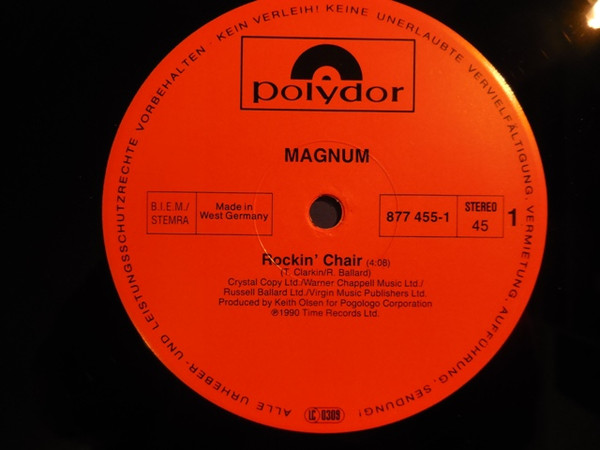 ALLE URHEBER- UND LEISTUNGSSCHUTZRECHTE VORBEHALTEN · KEIN VERLEIH! KEINE UNERLAUBTE VERVIELFÄLTIGUNG, VERMIETUNG, AUFFÜHRUNG, SENDUNG!
polydor
MAGNUM
B.I.E.M./
STEMRA
Made in
West Germany
877 455-1
STEREO
45
1
Rockin' Chair (4:08)
(T. Clarkin/R. Ballard)
Crystal Copy Ltd./Warner Chappell Music Ltd./
Russell Ballard Ltd./Virgin Music Publishers Ltd.
Produced by Keith Olsen for Pogologo Corporation
℗1990 Time Records Ltd.
LC 0309